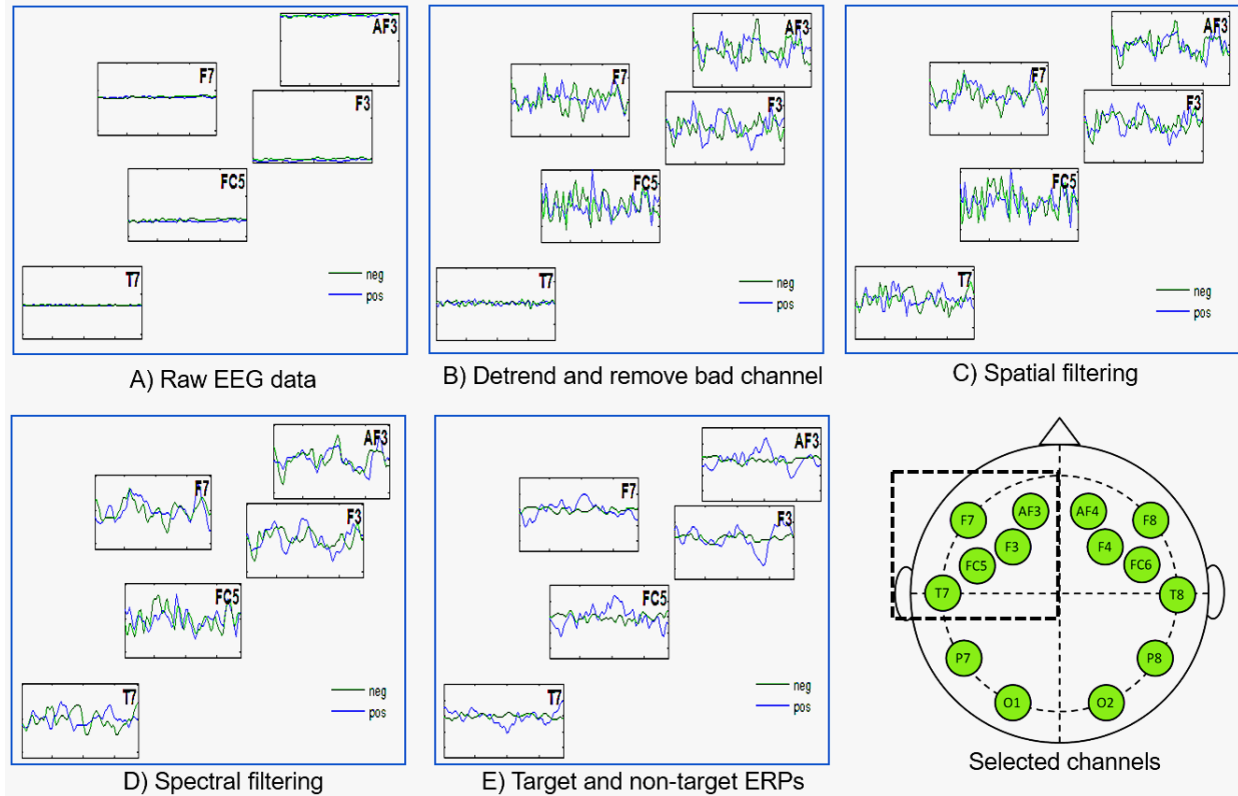 AF3
F7
F3
FC5
T7
neg
pos
A) Raw EEG data
AF3
F7
F3
FC5
T7
neg
pos
B) Detrend and remove bad channel
AF3
F7
F3
FC5
T7
neg
pos
C) Spatial filtering
AF3
F7
F3
FC5
T7
neg
pos
D) Spectral filtering
AF3
F7
F3
FC5
T7
neg
pos
E) Target and non-target ERPs
F7 AF3 AF4 F8
F3 F4
FC5 FC6
T7 T8
P7 P8
O1 O2
Selected channels